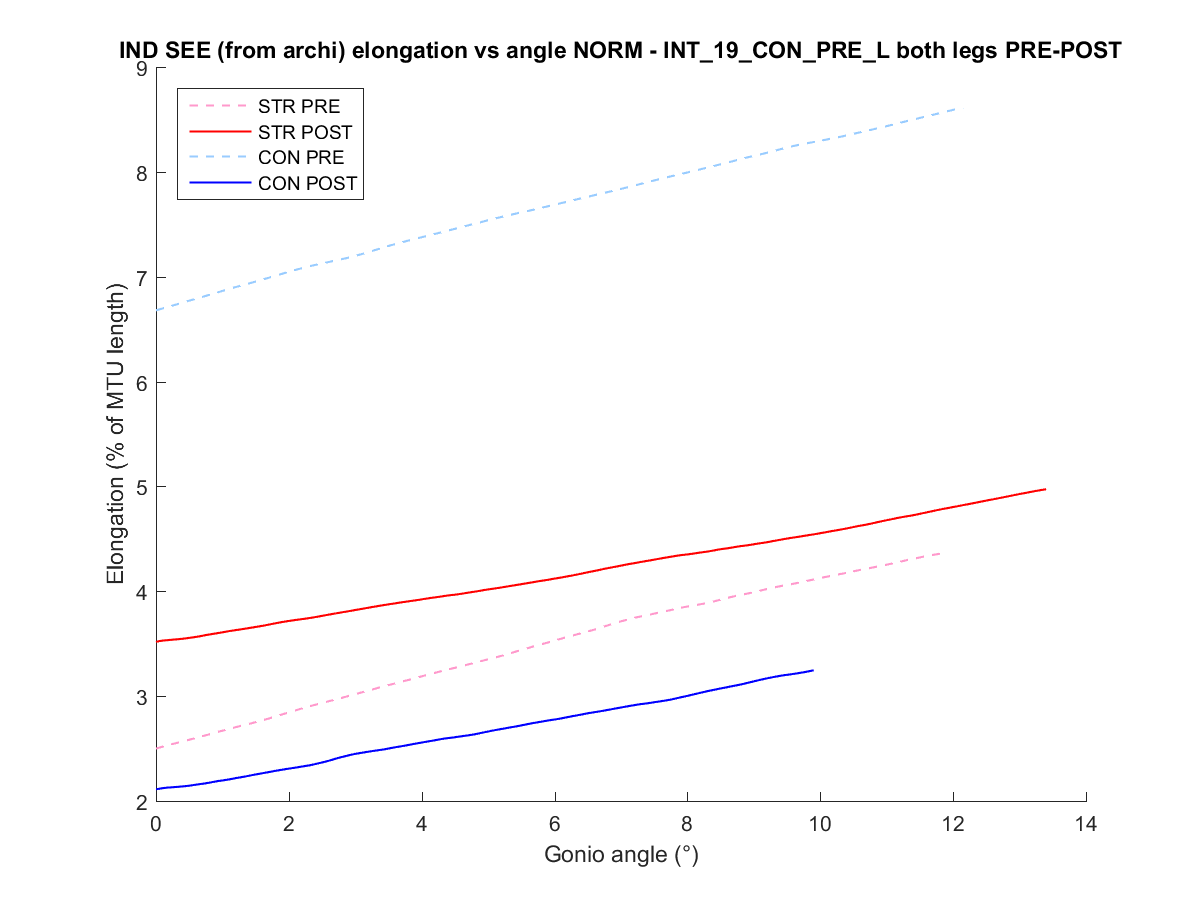 IND SEE (from archi) elongation vs angle NORM - INT_19_CON_PRE_L both legs PRE-POST
STR PRE
STR POST
CON PRE
CON POST
Elongation (% of MTU length)
9
8
7
6
5
4
3
2
0 2 4 6 8 10 12 14
Gonio angle (°)